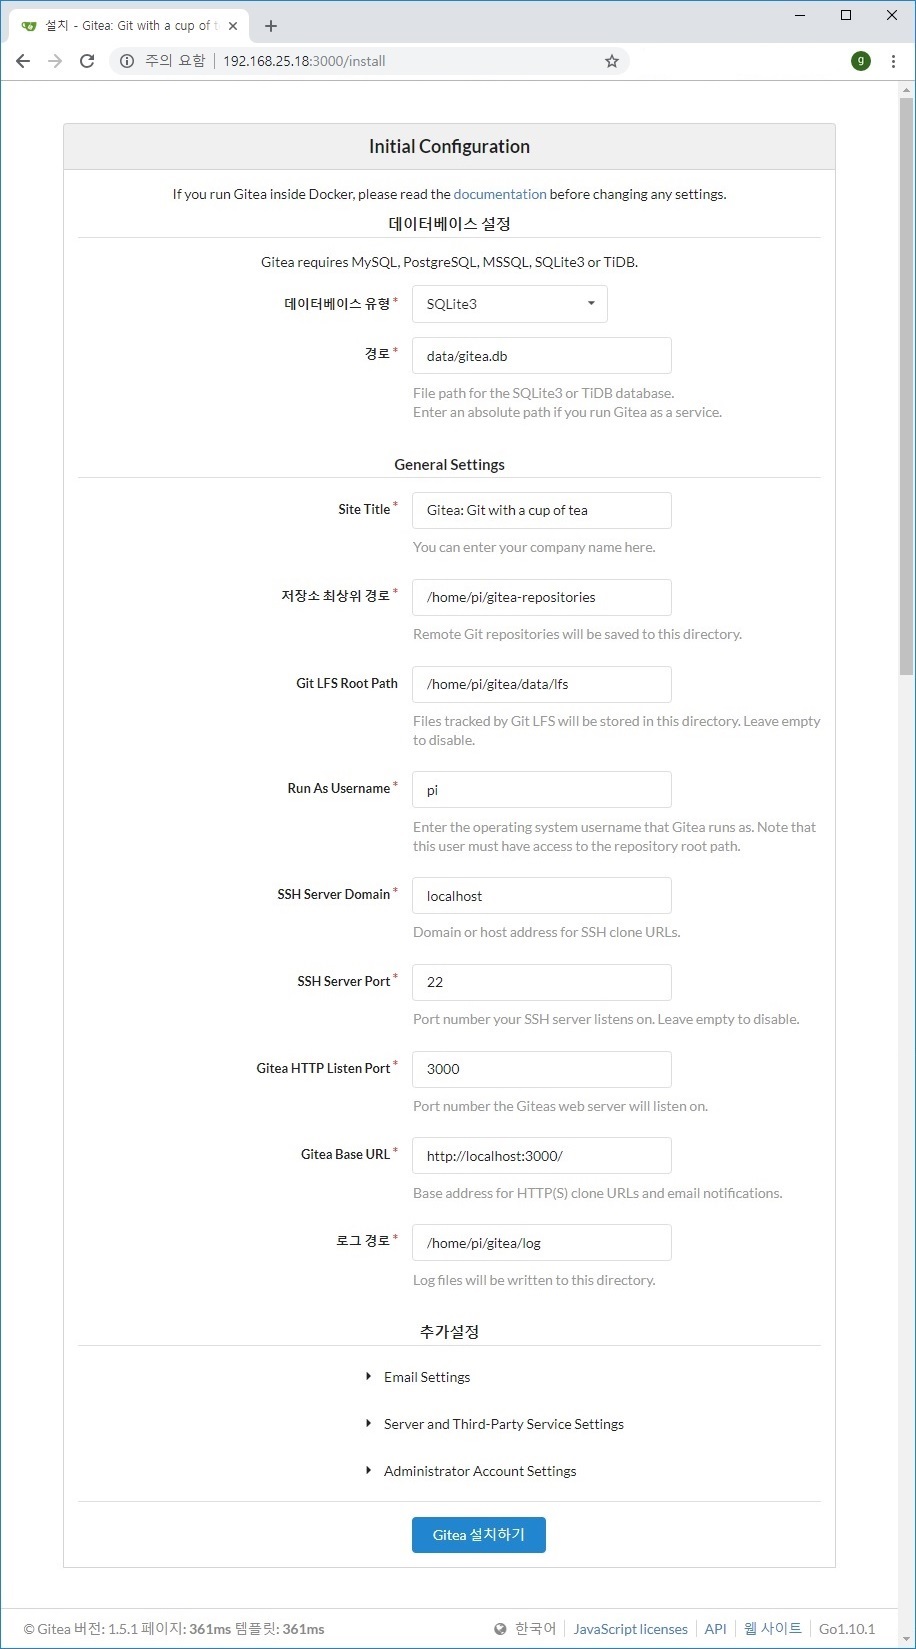 설치 - Gitea: Git with a cup of t
주의 요함 | 192.168.25.18:3000/install
g
Initial Configuration
If you run Gitea inside Docker, please read the documentation before changing any settings.
데이터베이스 설정
Gitea requires MySQL, PostgreSQL, MSSQL, SQLite3 or TiDB.
데이터베이스 유형* SQLite3
경로* data/gitea.db
File path for the SQLite3 or TiDB database.
Enter an absolute path if you run Gitea as a service.
General Settings
Site Title* Gitea: Git with a cup of tea
You can enter your company name here.
저장소 최상위 경로* /home/pi/gitea-repositories
Remote Git repositories will be saved to this directory.
Git LFS Root Path /home/pi/gitea/data/lfs
Files tracked by Git LFS will be stored in this directory. Leave empty
to disable.
Run As Username* pi
Enter the operating system username that Gitea runs as. Note that
this user must have access to the repository root path.
SSH Server Domain* localhost
Domain or host address for SSH clone URLs.
SSH Server Port* 22
Port number your SSH server listens on. Leave empty to disable.
Gitea HTTP Listen Port* 3000
Port number the Giteas web server will listen on.
Gitea Base URL* http://localhost:3000/
Base address for HTTP(S) clone URLs and email notifications.
로그 경로* /home/pi/gitea/log
Log files will be written to this directory.
추가설정
Email Settings
Server and Third-Party Service Settings
Administrator Account Settings
Gitea 설치하기
© Gitea 버전: 1.5.1 페이지: 361ms 템플릿: 361ms 한국어 JavaScript licenses API 웹 사이트 Go1.10.1